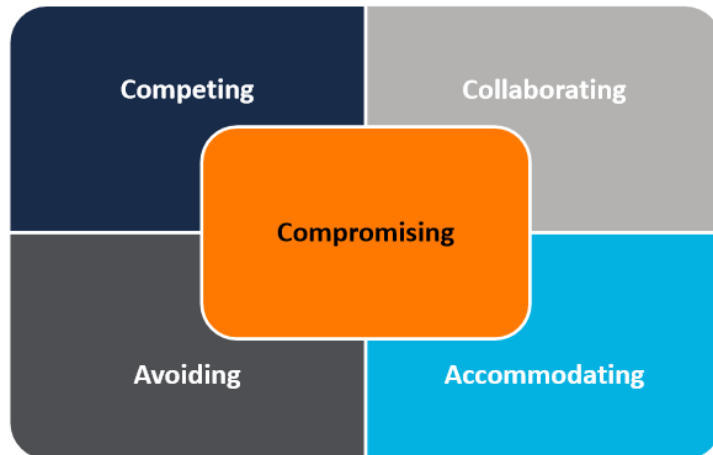 Competing
Collaborating
Compromising
Avoiding
Accommodating